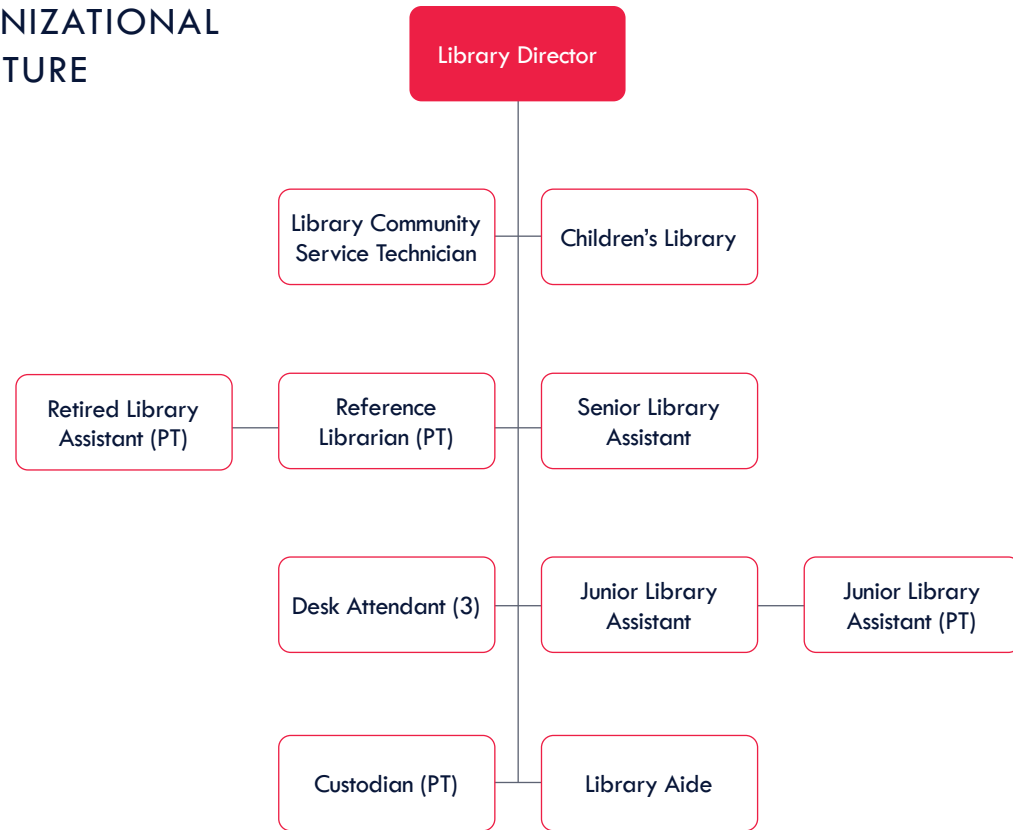 NIZATIONAL
TURE
Library Director
Library Community
Service Technician
Children’s Library
Retired Library
Assistant (PT)
Reference
Librarian (PT)
Senior Library
Assistant
Desk Attendant (3)
Junior Library
Assistant
Junior Library
Assistant (PT)
Custodian (PT)
Library Aide